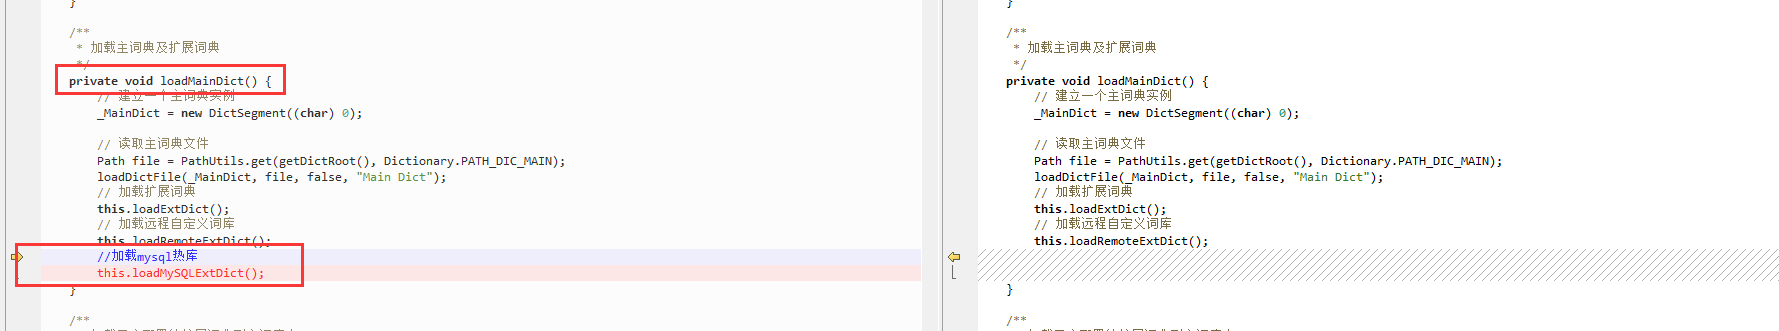 }
/**
* 加载主词典及扩展词典
*/
private void loadMainDict() {
// 建立一个主词典实例
_MainDict = new DictSegment((char) 0);
// 读取主词典文件
Path file = PathUtils.get(getDictRoot(), Dictionary.PATH_DIC_MAIN);
loadDictFile(_MainDict, file, false, "Main Dict");
// 加载扩展词典
this.loadExtDict();
// 加载远程自定义词库
this.loadRemoteExtDict();
//加载mysql热库
this.loadMySQLExtDict();
}
/**
}
/**
* 加载主词典及扩展词典
*/
private void loadMainDict() {
// 建立一个主词典实例
_MainDict = new DictSegment((char) 0);
// 读取主词典文件
Path file = PathUtils.get(getDictRoot(), Dictionary.PATH_DIC_MAIN);
loadDictFile(_MainDict, file, false, "Main Dict");
// 加载扩展词典
this.loadExtDict();
// 加载远程自定义词库
this.loadRemoteExtDict();
}
/**